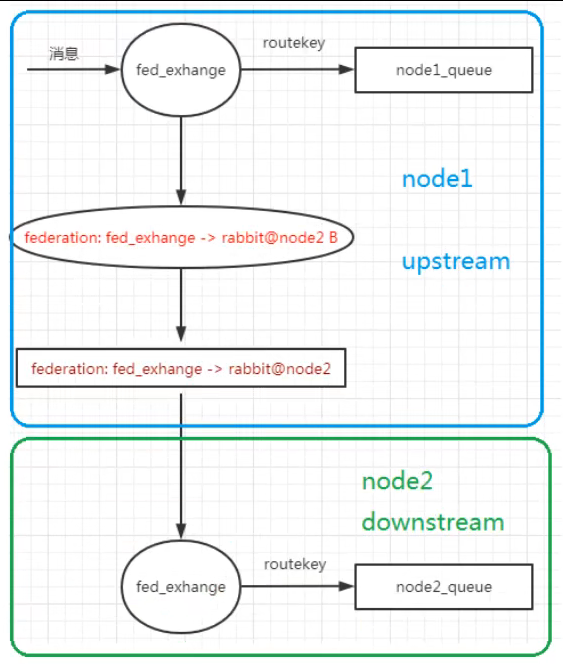 消息
fed_exhange
routekey
node1_queue
node1
federation: fed_exhange -> rabbit@node2 B
upstream
federation: fed_exhange -> rabbit@node2
node2
downstream
fed_exhange
routekey
node2_queue